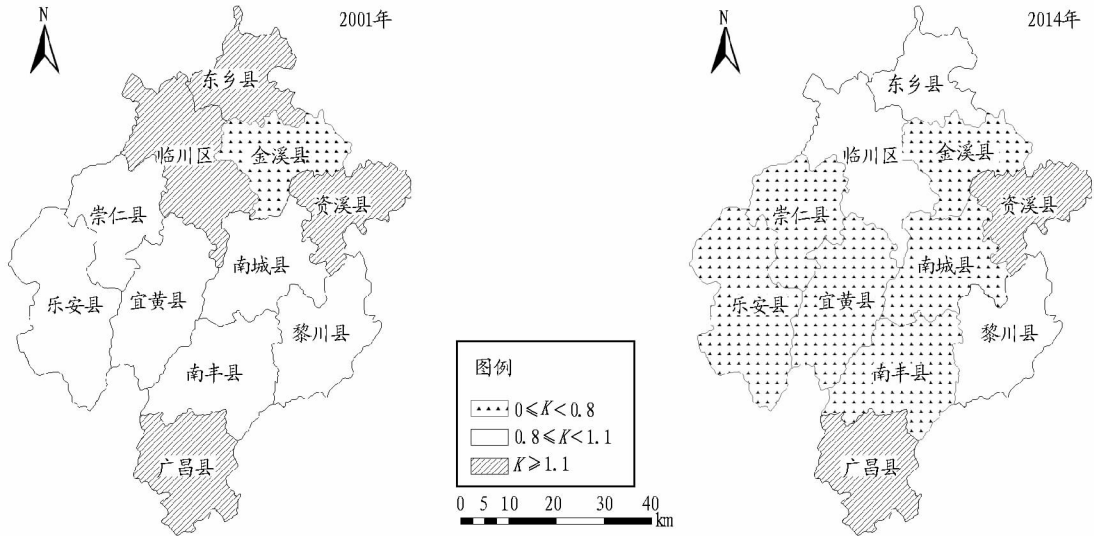 N
2001年
东乡县
临川区
金溪县
资溪县
崇仁县
南城县
乐安县
宜黄县
黎川县
南丰县
广昌县
图例
0≤K<0.8
0.8≤K<1.1
K≥1.1
0 5 10 20 30 40
km
N
2014年
东乡县
临川区
金溪县
资溪县
崇仁县
南城县
乐安县
宜黄县
黎川县
南丰县
广昌县